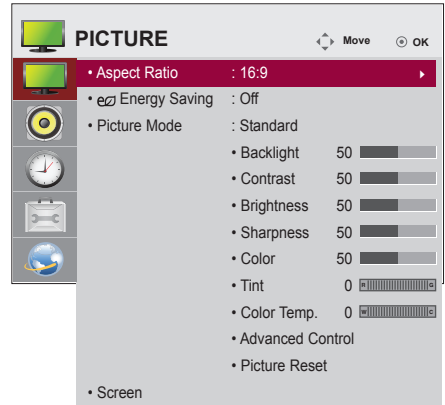 PICTURE Move OK
• Aspect Ratio : 16:9
• Energy Saving : Off
• Picture Mode : Standard
• Backlight 50
• Contrast 50
• Brightness 50
• Sharpness 50
• Color 50
• Tint 0 R G
• Color Temp. 0 W C
• Advanced Control
• Picture Reset
• Screen